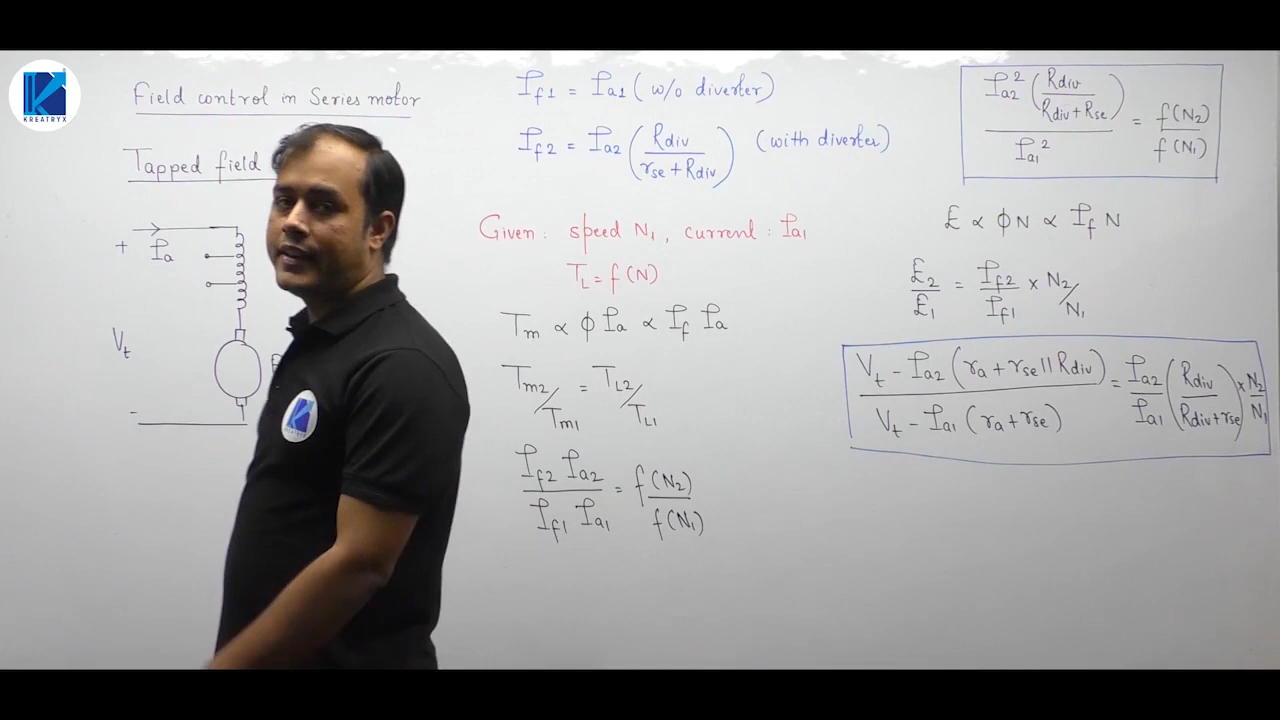 KREATRYX
Field control in Series motor
Tapped field
+
Ia
Vt
-
If1 = Ia1 (w/o diverter)
If2 = Ia2 (Rdiv / rse + Rdiv) (with diverter)
Given: speed N1, current: Ia1
TL = f(N)
Tm ∝ ϕ Ia ∝ If Ia
Tm2/Tm1 = TL2/TL1
If2 Ia2 / If1 Ia1 = f(N2) / f(N1)
Ia2² (Rdiv / Rdiv + Rse) / Ia1² = f(N2) / f(N1)
E ∝ ϕ N ∝ If N
E2/E1 = If2/If1 × N2/N1
Vt - Ia2 (ra + rse || Rdiv) / Vt - Ia1 (ra + rse) = Ia2/Ia1 (Rdiv / Rdiv + rse) × N2/N1